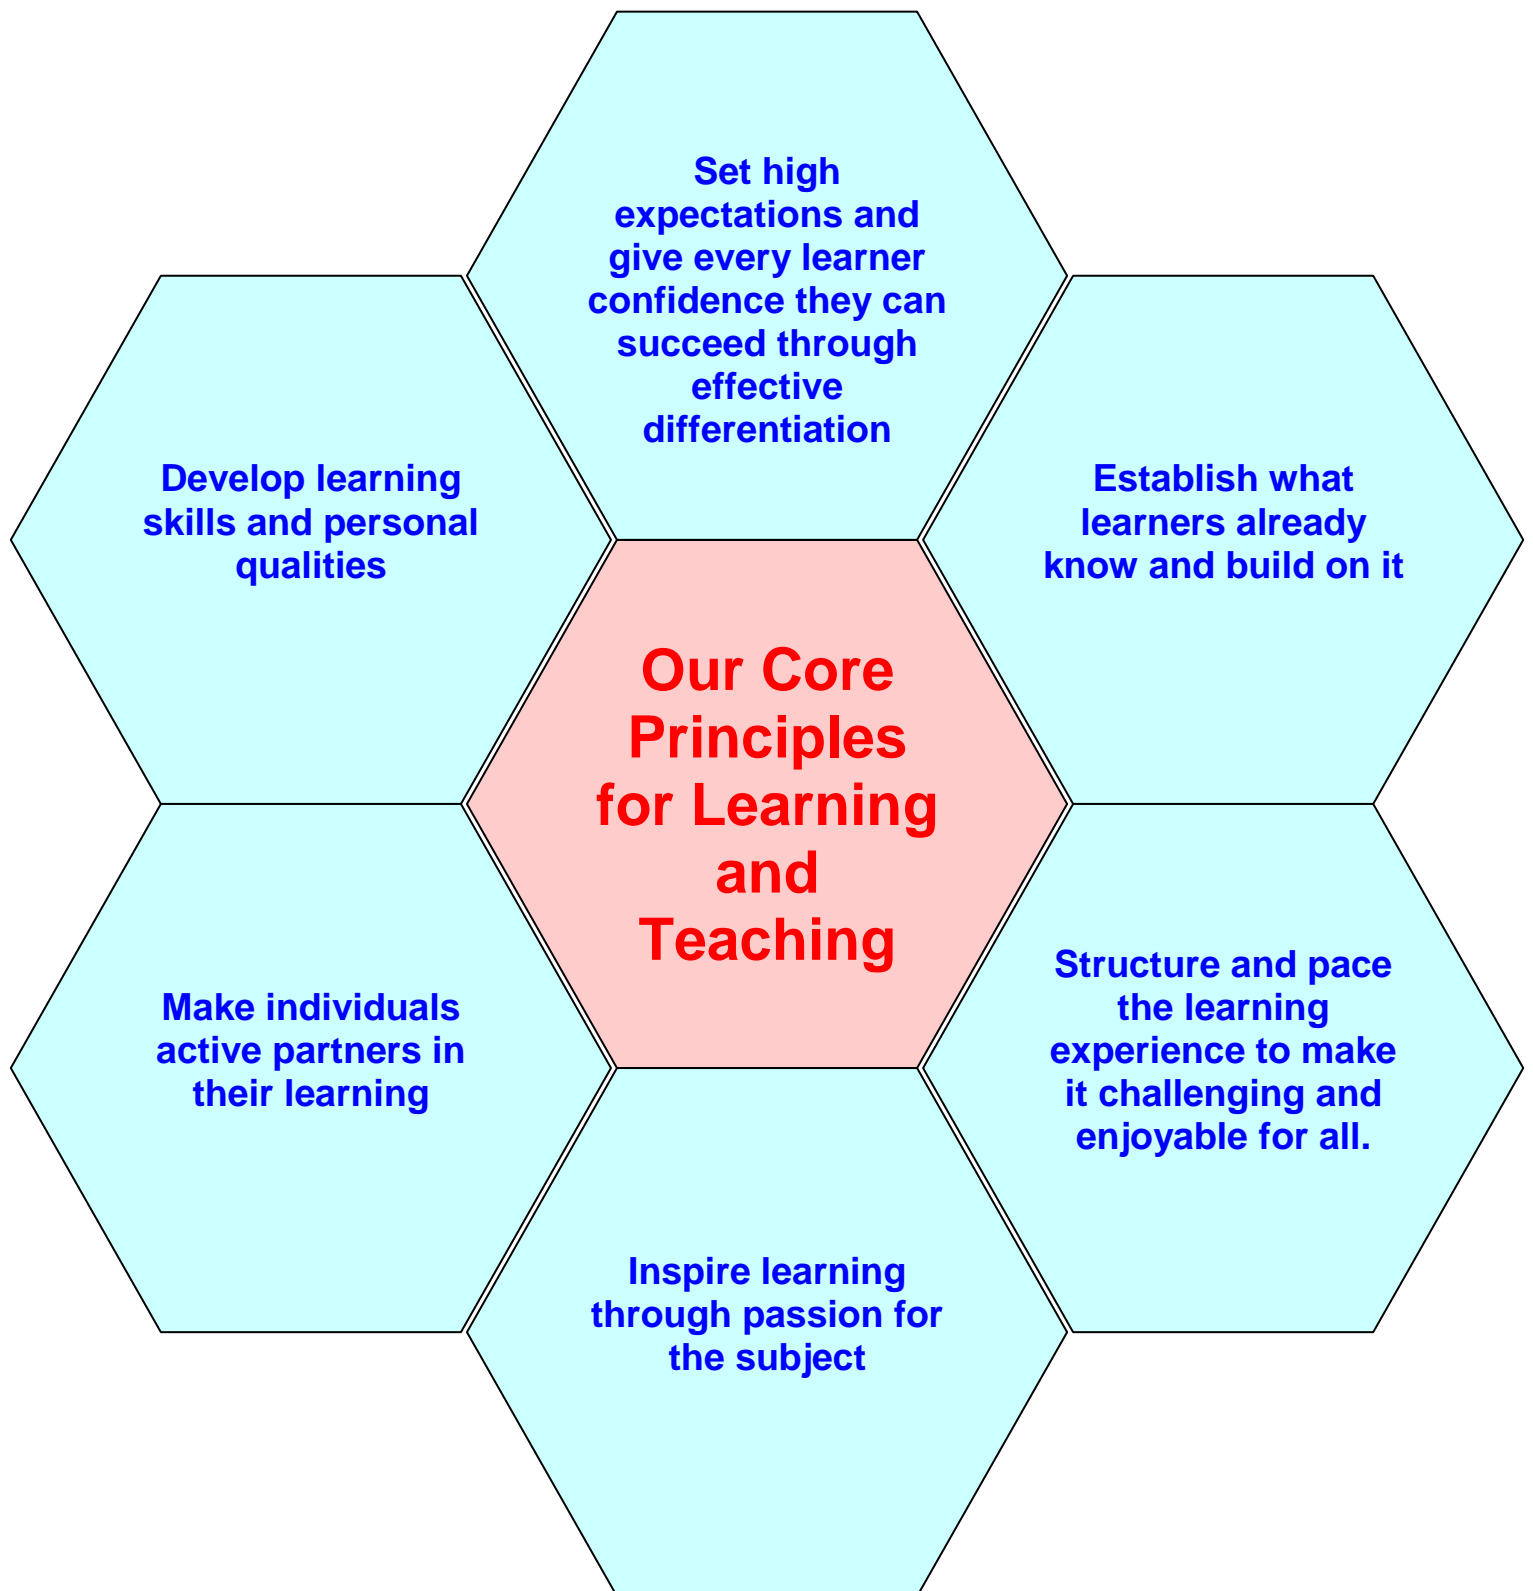 Set high
expectations and
give every learner
confidence they can
succeed through
effective
differentiation
Develop learning
skills and personal
qualities
Establish what
learners already
know and build on it
Our Core
Principles
for Learning
and
Teaching
Make individuals
active partners in
their learning
Structure and pace
the learning
experience to make
it challenging and
enjoyable for all.
Inspire learning
through passion for
the subject